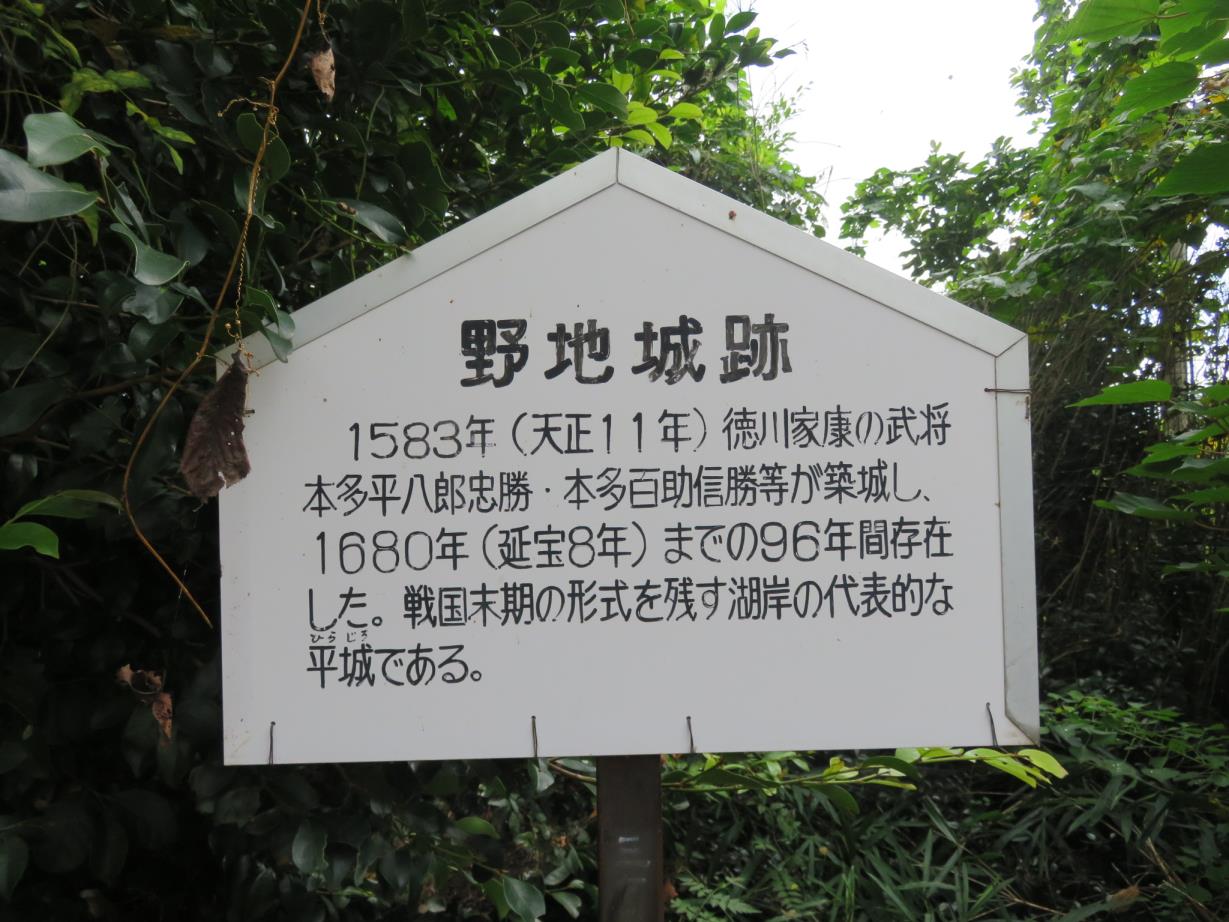 野地城跡
1583年（天正11年）徳川家康の武将
本多平八郎忠勝・本多百助信勝等が築城し、
1680年（延宝8年）までの96年間存在
した。戦国末期の形式を残す湖岸の代表的な
ひらじろ
平城である。